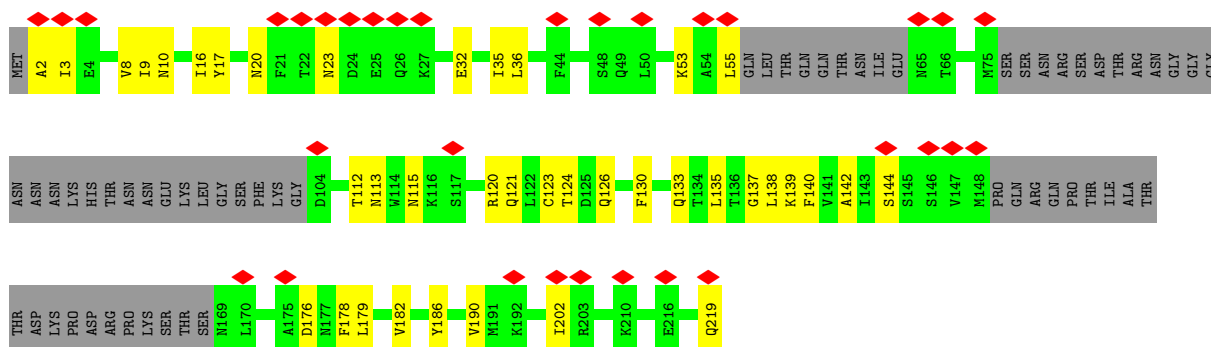 MET A2 I3 E4 V8 I9 N10 I16 Y17 N20 F21 T22 N23 D24 E25 Q26 K27 E32 I35 L36 F44 S48 Q49 L50 K53 A54 L55 GLN LEU THR GLN GLN THR ASN ILE GLU N65 T66 M75 SER SER ASN ARG SER ASP THR ARG ASN GLY GLY GLY
ASN ASN ASN LYS HIS THR ASN ASN GLU LYS LEU GLY SER PHE LYS GLY D104 T112 N113 W114 N115 K116 S117 R120 Q121 L122 C123 T124 D125 Q126 F130 Q133 T134 L135 T136 G137 L138 K139 F140 V141 A142 I143 S144 S145 S146 V147 M148 PRO GLN ARG GLN PRO THR ILE ALA THR
THR ASP LYS PRO ASP ARG PRO LYS SER THR SER N169 L170 A175 D176 N177 F178 L179 V182 Y186 V190 M191 K192 I202 R203 K210 E216 Q219